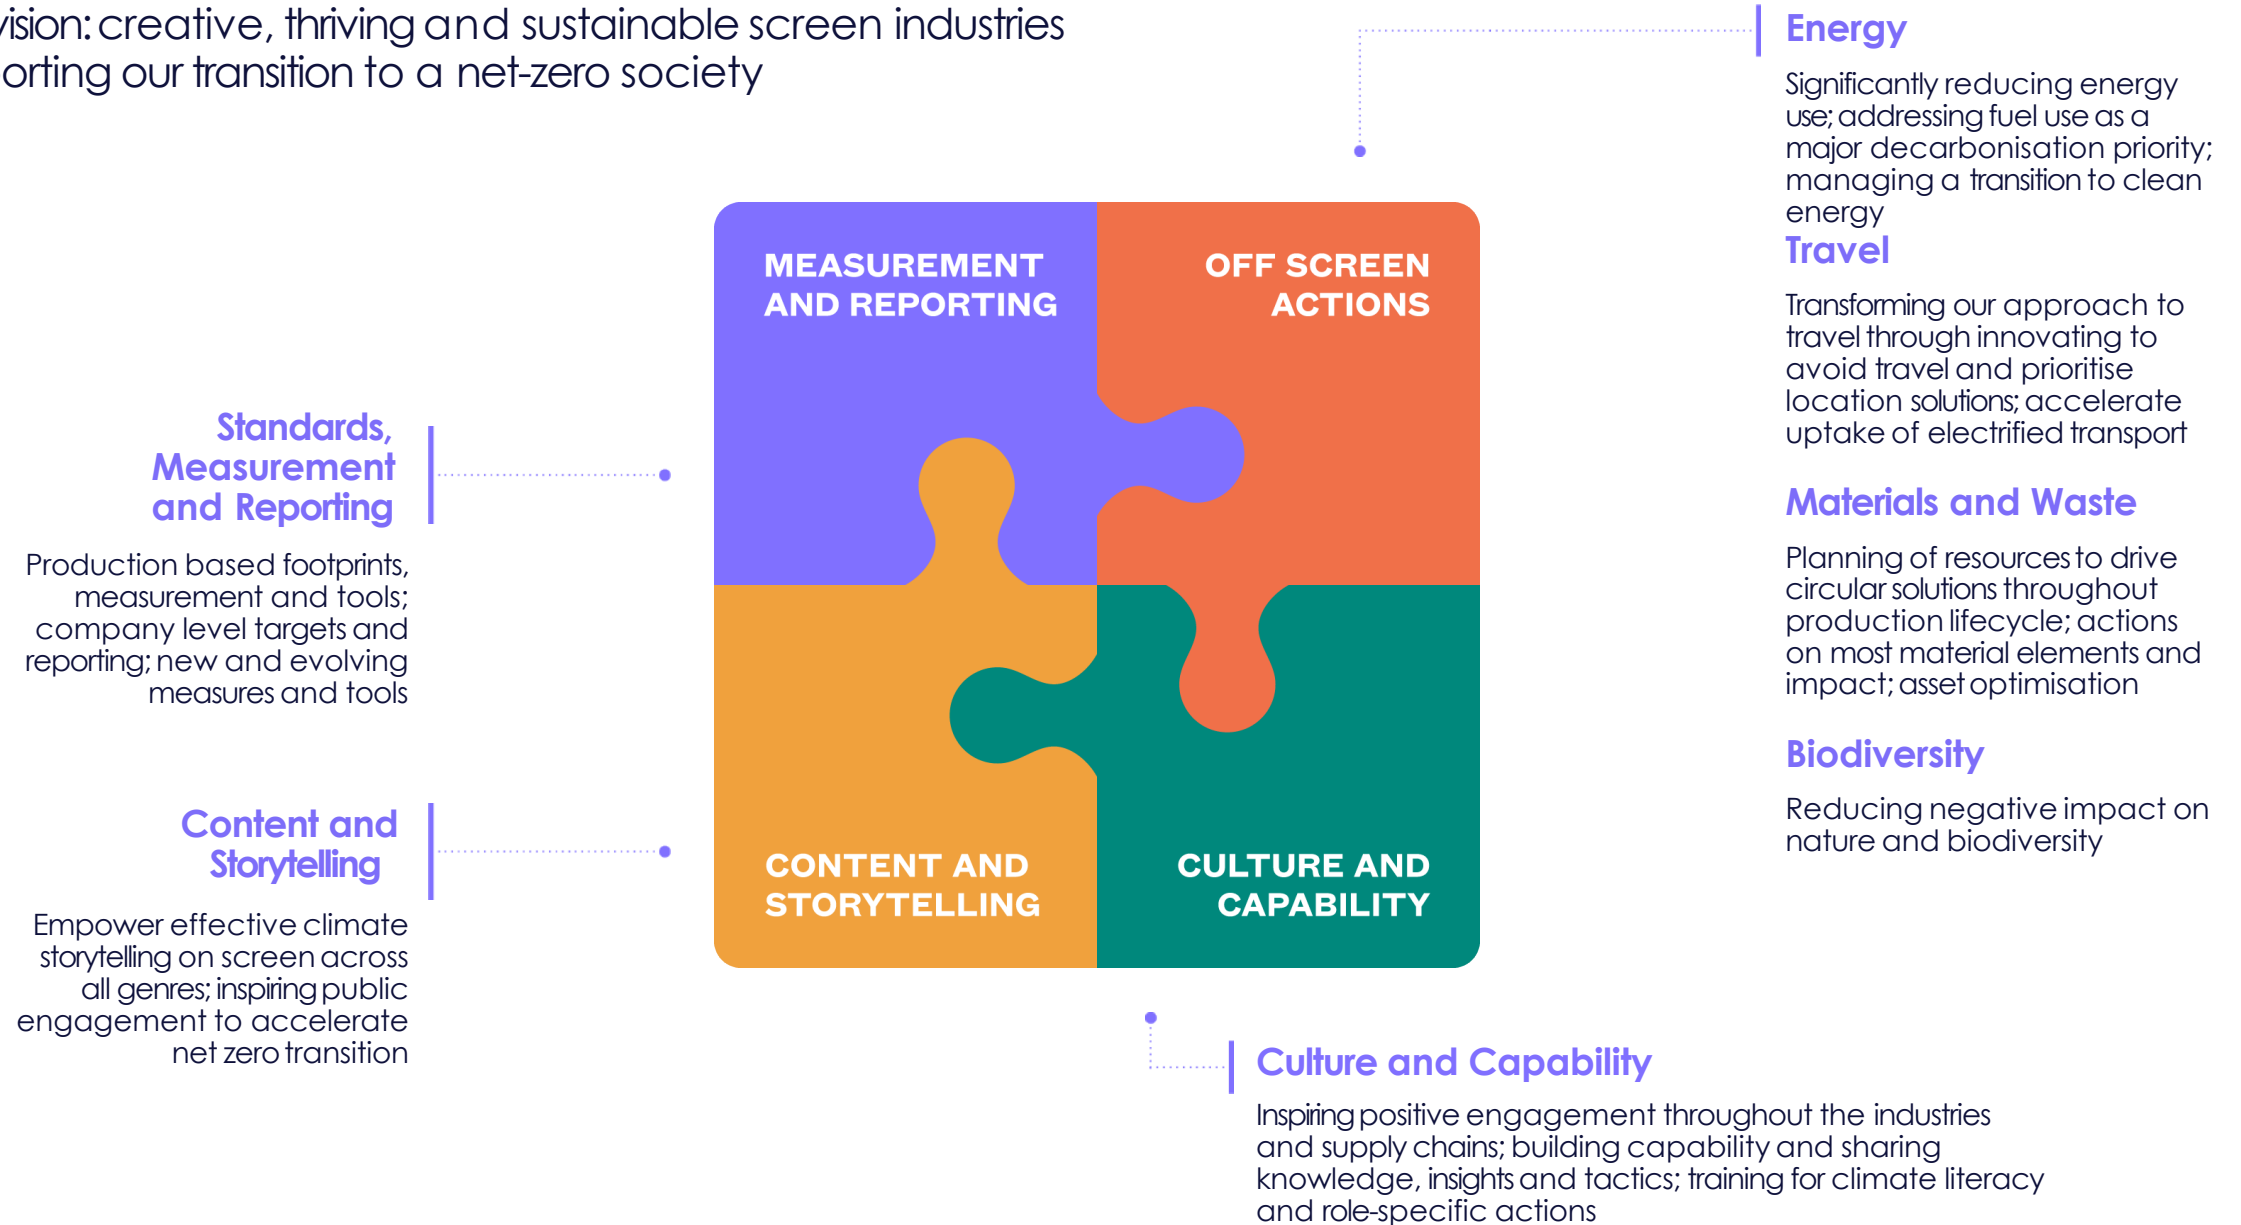 vision: creative, thriving and sustainable screen industries
orting our transition to a net-zero society
MEASUREMENT
AND REPORTING
OFF SCREEN
ACTIONS
CONTENT AND
STORYTELLING
CULTURE AND
CAPABILITY
Standards,
Measurement
and Reporting
Production based footprints,
measurement and tools;
company level targets and
reporting; new and evolving
measures and tools
Content and
Storytelling
Empower effective climate
storytelling on screen across
all genres; inspiring public
engagement to accelerate
net zero transition
Energy
Significantly reducing energy
use; addressing fuel use as a
major decarbonisation priority;
managing a transition to clean
energy
Travel
Transforming our approach to
travel through innovating to
avoid travel and prioritise
location solutions; accelerate
uptake of electrified transport
Materials and Waste
Planning of resources to drive
circular solutions throughout
production lifecycle; actions
on most material elements and
impact; asset optimisation
Biodiversity
Reducing negative impact on
nature and biodiversity
Culture and Capability
Inspiring positive engagement throughout the industries
and supply chains; building capability and sharing
knowledge, insights and tactics; training for climate literacy
and role-specific actions